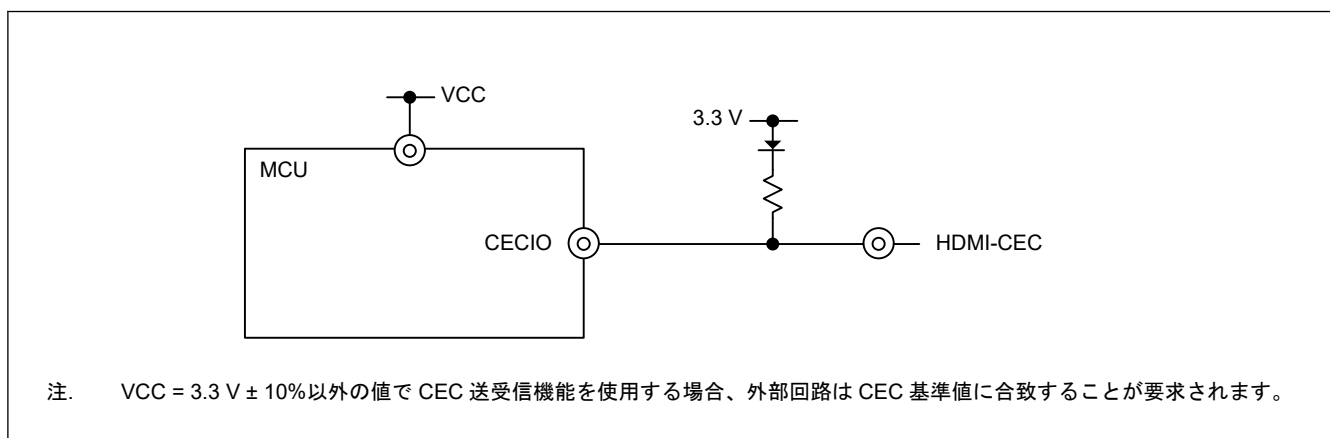 VCC
3.3 V
MCU
CECIO
HDMI-CEC
注. VCC = 3.3 V ± 10%以外の値で CEC 送受信機能を使用する場合、外部回路は CEC 基準値に合致することが要求されます。